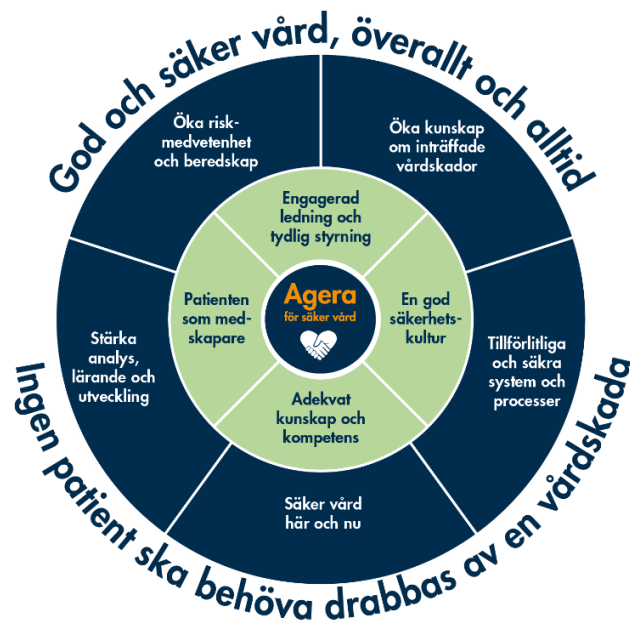 God och säker vård, överallt och alltid
Öka risk-
medvetenhet
och beredskap
Öka kunskap
om inträffade
vårdskador
Engagerad
ledning och
tydlig styrning
Patienten
som med-
skapare
Agera
för säker vård
En god
säkerhets-
kultur
Stärka
analys,
lärande och
utveckling
Tillförlitliga
och säkra
system och
processer
Adekvat
kunskap och
kompetens
Säker vård
här och nu
Ingen patient ska behöva drabbas av en vårdskada